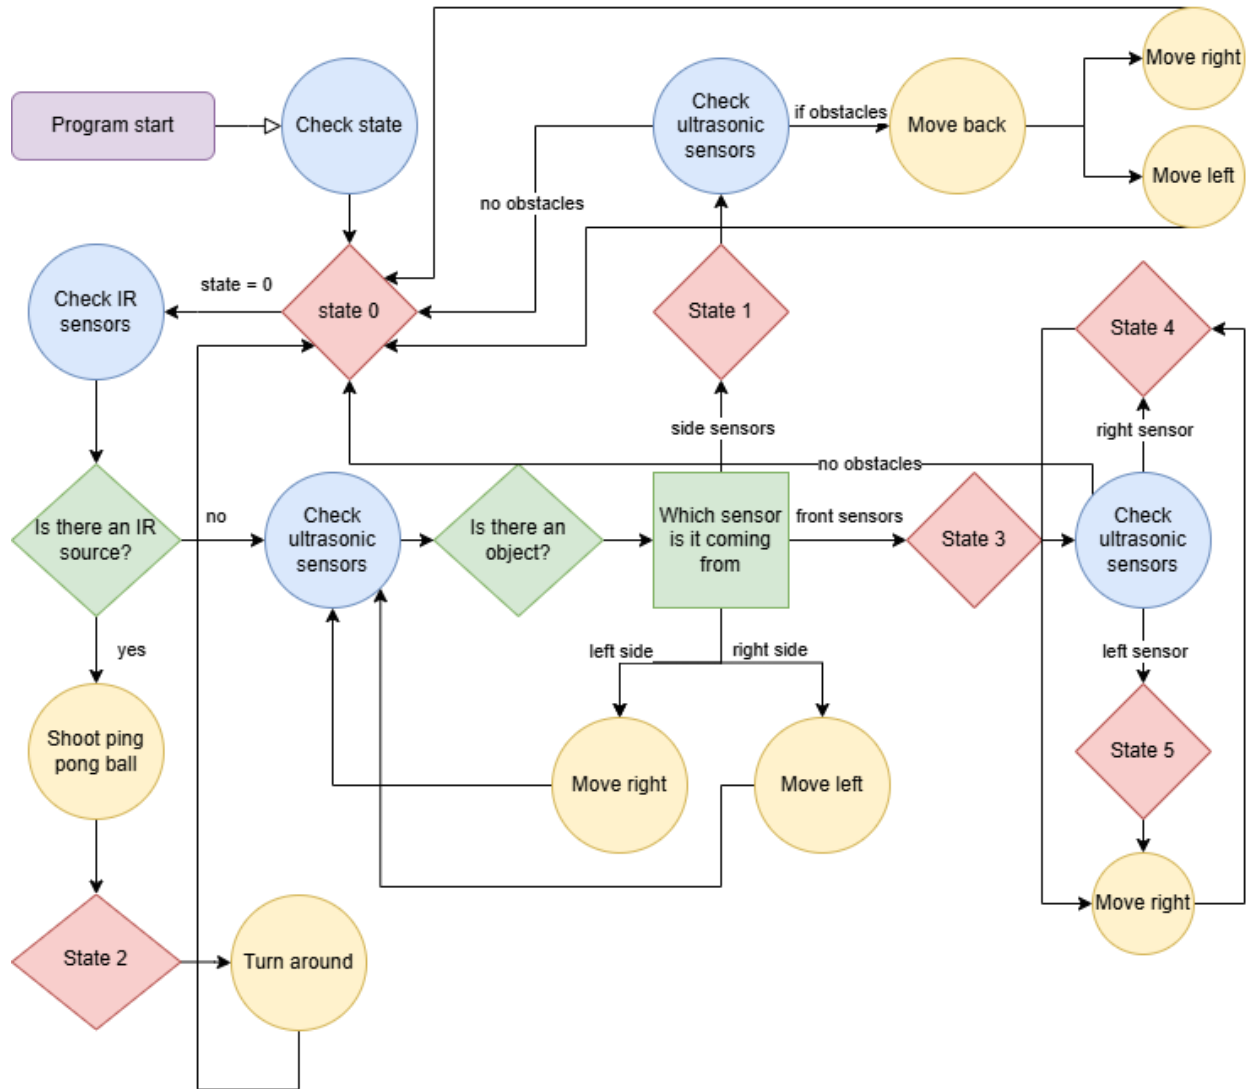 Move right
Program start
Check state
Check
ultrasonic
sensors
if obstacles
Move back
Move left
no obstacles
state = 0
Check IR
sensors
state 0
State 1
State 4
side sensors
right sensor
no obstacles
Is there an IR
source?
no
Check
ultrasonic
sensors
Is there an
object?
Which sensor
is it coming
from
front sensors
State 3
Check
ultrasonic
sensors
yes
left side
right side
left sensor
Shoot ping
pong ball
Move right
Move left
State 5
Move right
State 2
Turn around